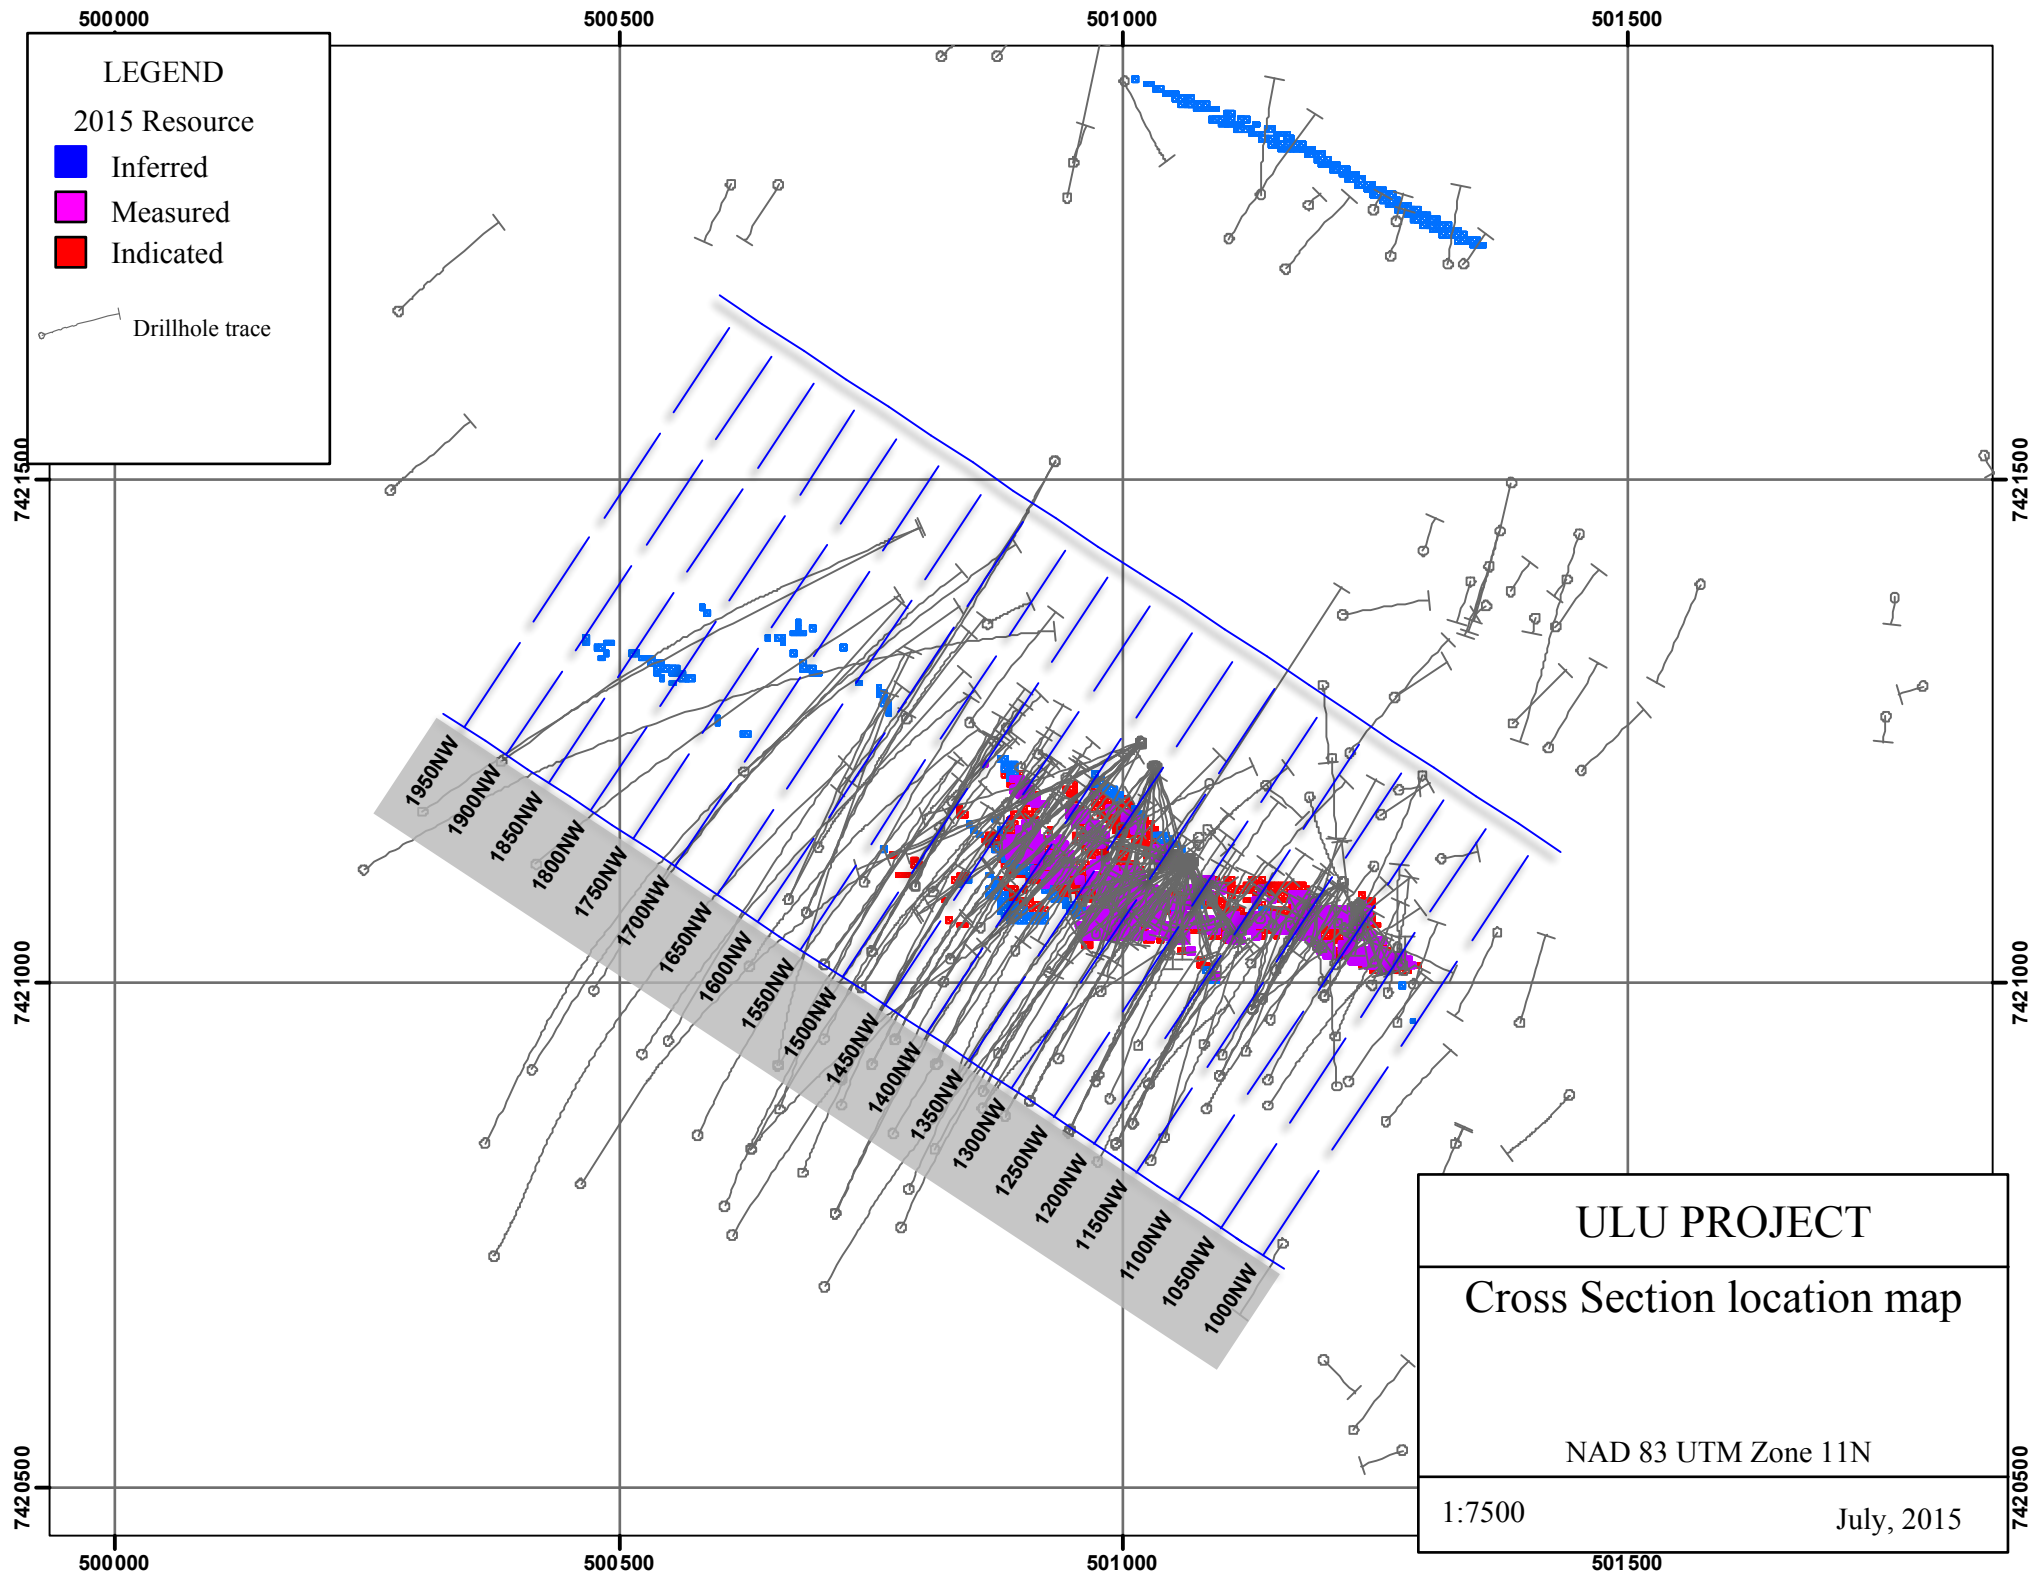 500000
500500
501000
501500
LEGEND
2015 Resource
Inferred
Measured
Indicated
Drillhole trace
7421500
7421500
1950NW
1900NW
1850NW
1800NW
1750NW
1700NW
1650NW
1600NW
1550NW
1500NW
1450NW
1400NW
1350NW
1300NW
1250NW
1200NW
1150NW
1100NW
1050NW
1000NW
7421000
7421000
ULU PROJECT
Cross Section location map
NAD 83 UTM Zone 11N
1:7500
July, 2015
7420500
7420500
500000
500500
501000
501500